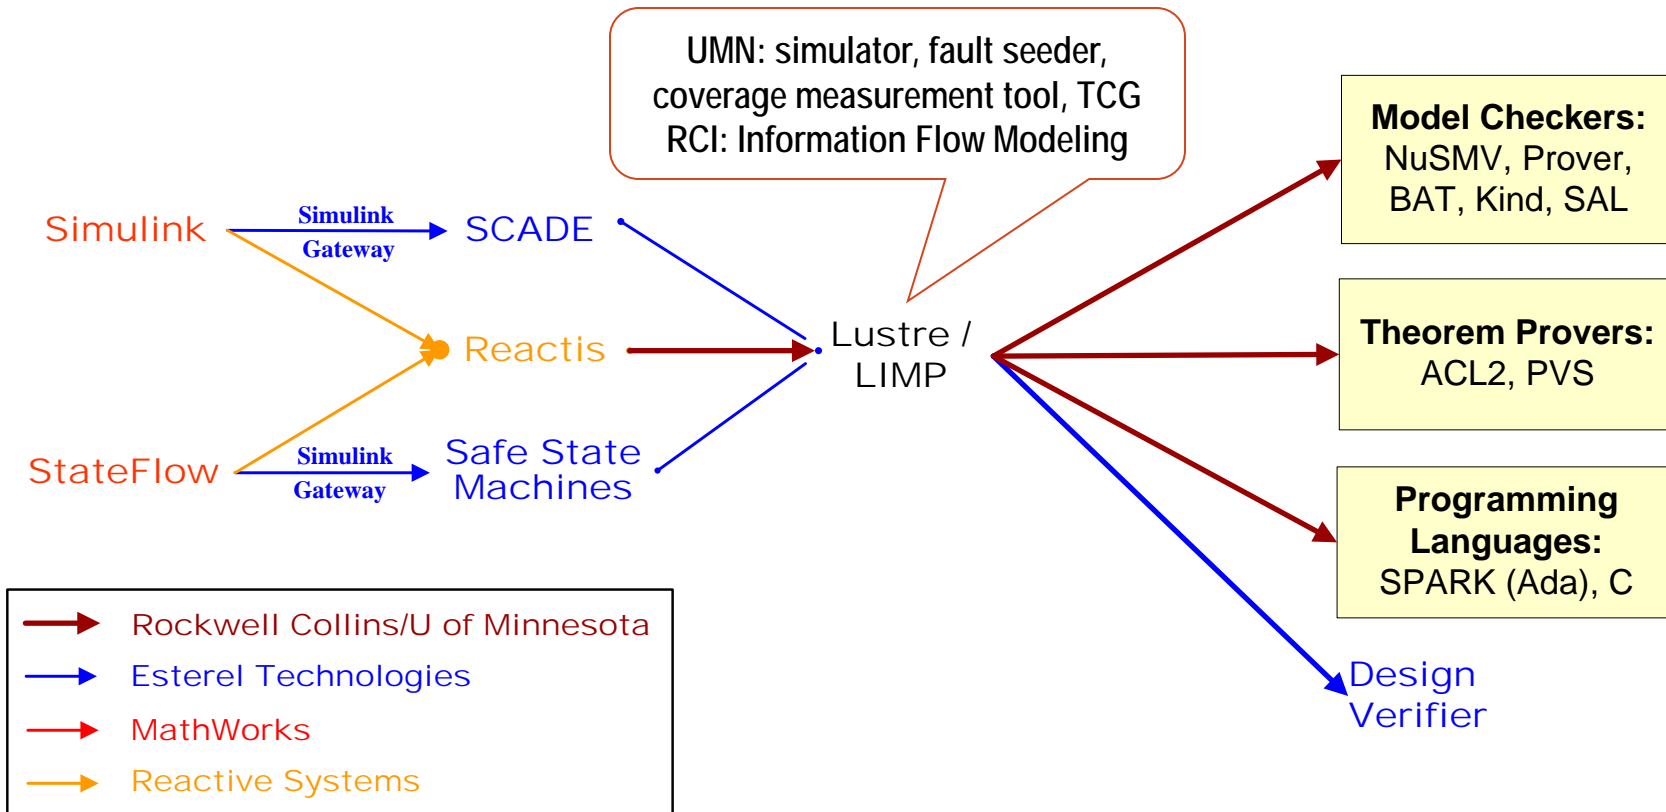 UMN: simulator, fault seeder,
coverage measurement tool, TCG
RCI: Information Flow Modeling
Model Checkers:
NuSMV, Prover,
BAT, Kind, SAL
Simulink
Simulink
Gateway
SCADE
Reactis
Lustre /
LIMP
Theorem Provers:
ACL2, PVS
StateFlow
Simulink
Gateway
Safe State
Machines
Programming
Languages:
SPARK (Ada), C
Design
Verifier
Rockwell Collins/U of Minnesota
Esterel Technologies
MathWorks
Reactive Systems